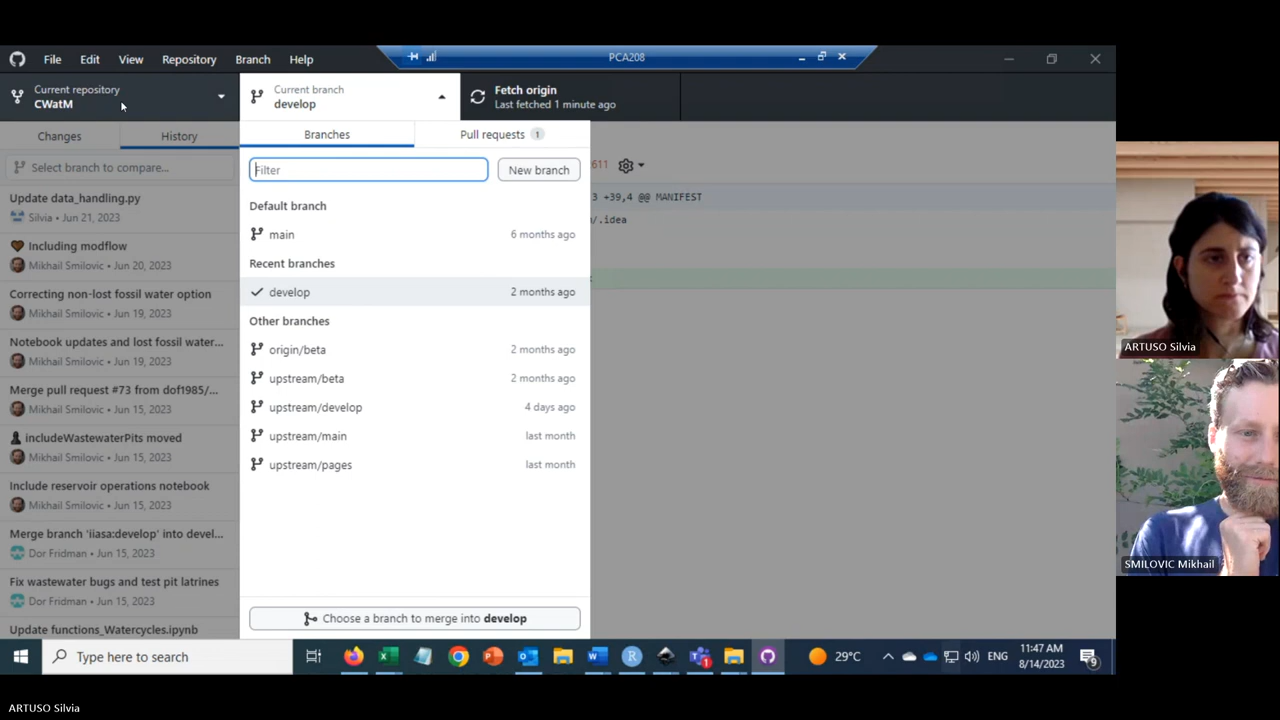 File Edit View Repository Branch Help
PCA208
Current repository
CWatM
Current branch
develop
Fetch origin
Last fetched 1 minute ago
Changes
History
Branches
Pull requests 1
Select branch to compare...
Filter
New branch
611
Update data_handling.py
Silvia • Jun 21, 2023
Including modflow
Mikhail Smilovic • Jun 20, 2023
Correcting non-lost fossil water option
Mikhail Smilovic • Jun 19, 2023
Notebook updates and lost fossil water...
Mikhail Smilovic • Jun 19, 2023
Merge pull request #73 from dof1985/...
Mikhail Smilovic • Jun 15, 2023
includeWastewaterPits moved
Mikhail Smilovic • Jun 15, 2023
Include reservoir operations notebook
Mikhail Smilovic • Jun 15, 2023
Merge branch 'iiasa:develop' into devel...
Dor Fridman • Jun 15, 2023
Fix wastewater bugs and test pit latrines
Dor Fridman • Jun 15, 2023
Update functions_Watercycles.ipynb
Default branch
main 6 months ago
Recent branches
develop 2 months ago
Other branches
origin/beta 2 months ago
upstream/beta 2 months ago
upstream/develop 4 days ago
upstream/main last month
upstream/pages last month
Choose a branch to merge into develop
3 +39,4 @@ MANIFEST
/.idea
ARTUSO Silvia
SMILOVIC Mikhail
Type here to search
29°C
ENG
11:47 AM
8/14/2023
9
ARTUSO Silvia